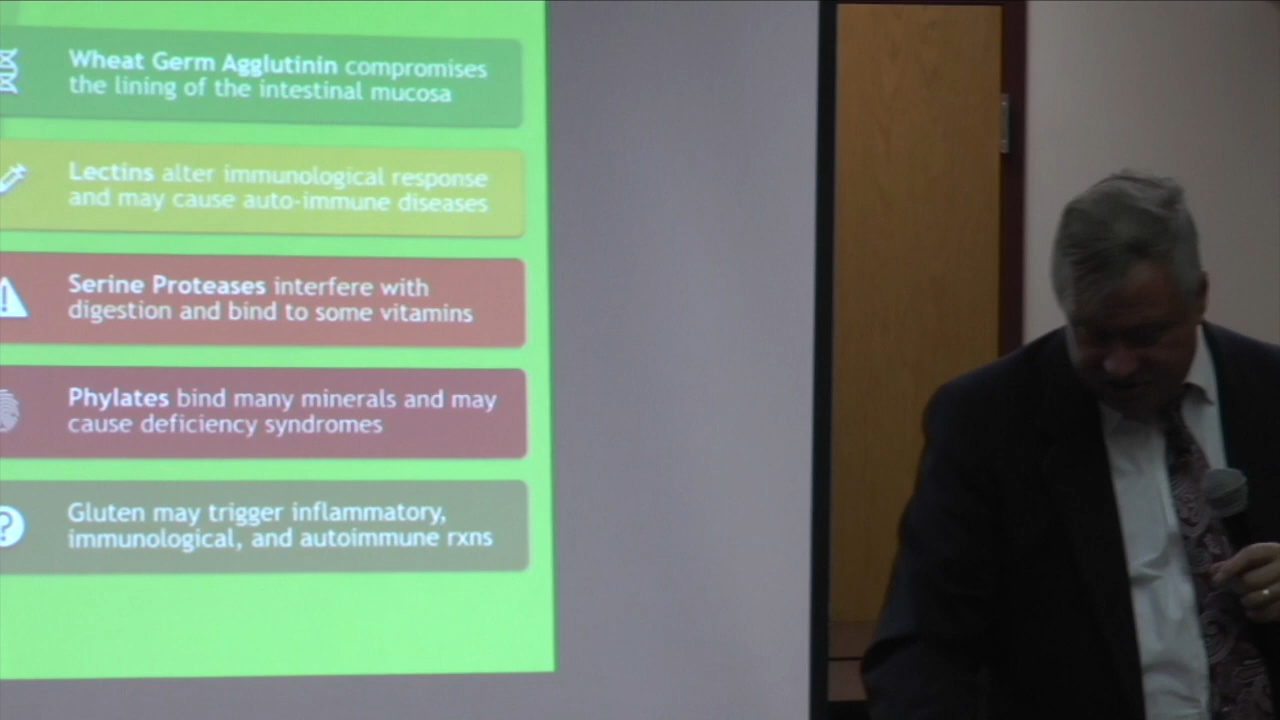 Wheat Germ Agglutinin compromises
the lining of the intestinal mucosa
Lectins alter immunological response
and may cause auto-immune diseases
Serine Proteases interfere with
digestion and bind to some vitamins
Phylates bind many minerals and may
cause deficiency syndromes
Gluten may trigger inflammatory,
immunological, and autoimmune rxns